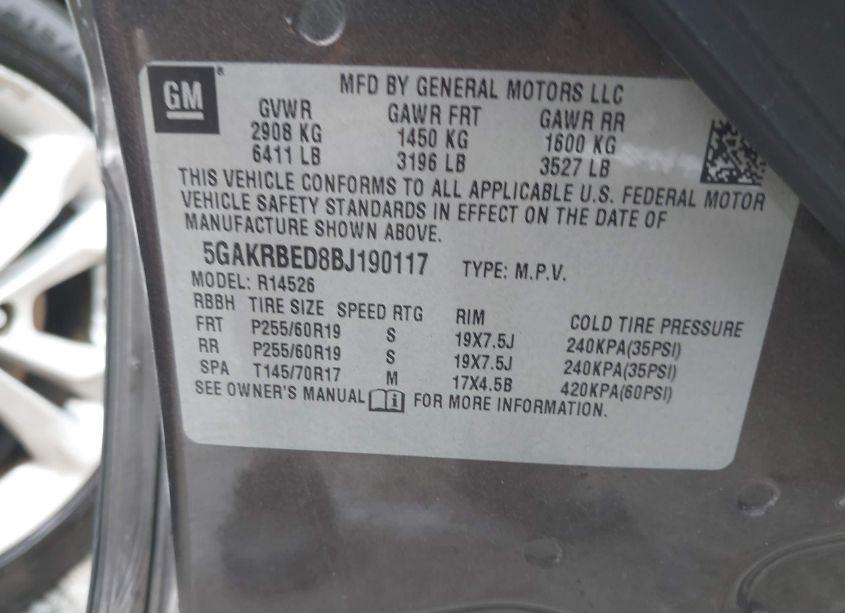 GM ® MFD BY GENERAL MOTORS LLC
GVWR GAWR FRT GAWR RR
2908 KG 1450 KG 1600 KG
6411 LB 3196 LB 3527 LB
THIS VEHICLE CONFORMS TO ALL APPLICABLE U.S. FEDERAL MOTOR
VEHICLE SAFETY STANDARDS IN EFFECT ON THE DATE OF
MANUFACTURE SHOWN ABOVE.
5GAKRBED8BJ190117 TYPE: M.P.V.
MODEL: R14526
RBBH TIRE SIZE SPEED RTG RIM COLD TIRE PRESSURE
FRT P255/60R19 S 19X7.5J 240KPA(35PSI)
RR P255/60R19 S 19X7.5J 240KPA(35PSI)
SPA T145/70R17 M 17X4.5B 420KPA(60PSI)
SEE OWNER'S MANUAL i FOR MORE INFORMATION.